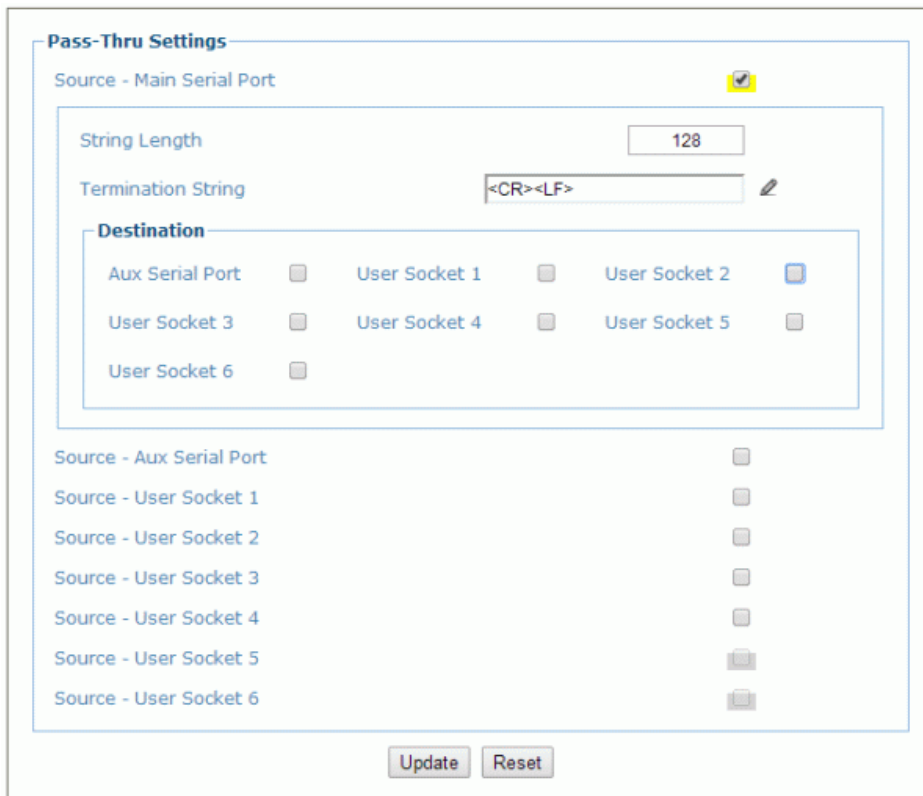 Pass-Thru Settings
Source - Main Serial Port
String Length 128
Termination String <CR><LF>
Destination
Aux Serial Port User Socket 1 User Socket 2
User Socket 3 User Socket 4 User Socket 5
User Socket 6
Source - Aux Serial Port
Source - User Socket 1
Source - User Socket 2
Source - User Socket 3
Source - User Socket 4
Source - User Socket 5
Source - User Socket 6
Update Reset